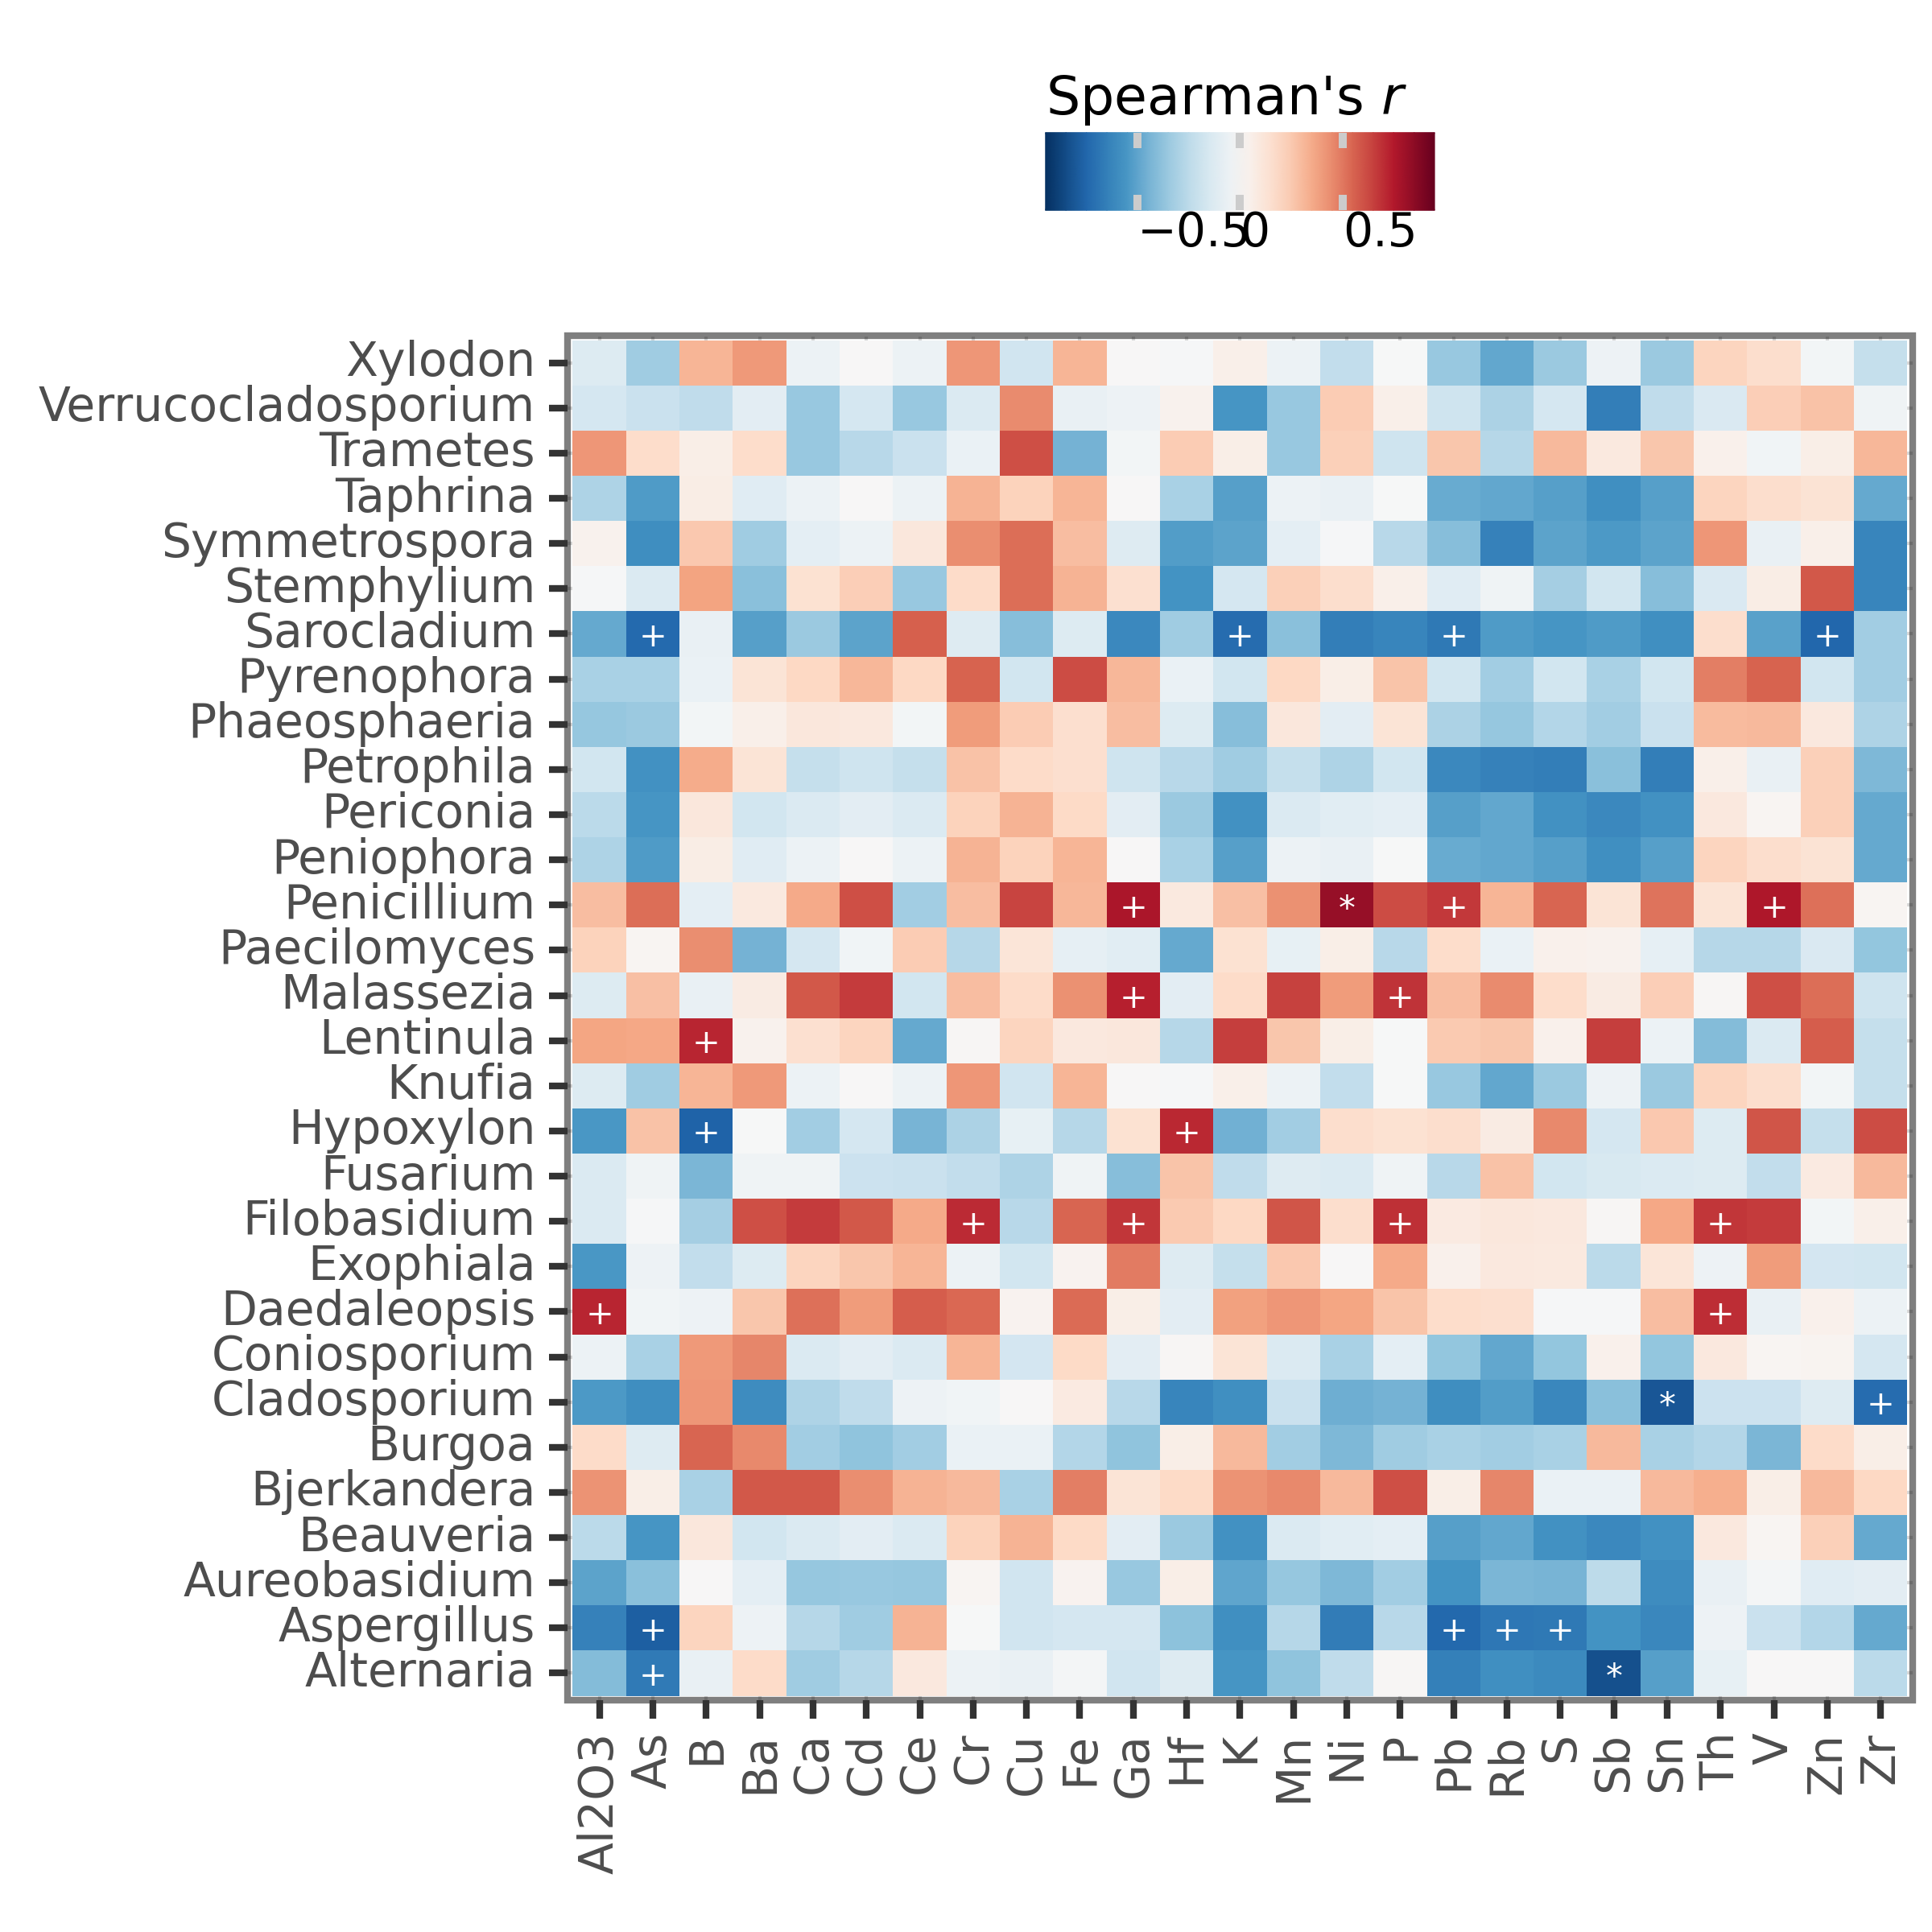 Spearman's r
−0.5 0 0.5
Xylodon
Verrucocladosporium
Trametes
Taphrina
Symmetrospora
Stemphylium
Sarocladium
+ + + +
Pyrenophora
Phaeosphaeria
Petrophila
Periconia
Peniophora
Penicillium
+ * + +
Paecilomyces
Malassezia
+ +
Lentinula
+
Knufia
Hypoxylon
+ +
Fusarium
Filobasidium
+ + + +
Exophiala
Daedaleopsis
+ +
Coniosporium
Cladosporium
* +
Burgoa
Bjerkandera
Beauveria
Aureobasidium
Aspergillus
+ + + +
Alternaria
+ *
Al2O3 As B Ba Ca Cd Ce Cr Cu Fe Ga Hf K Mn Ni P Pb Rb S Sb Sn Th V Zn Zr